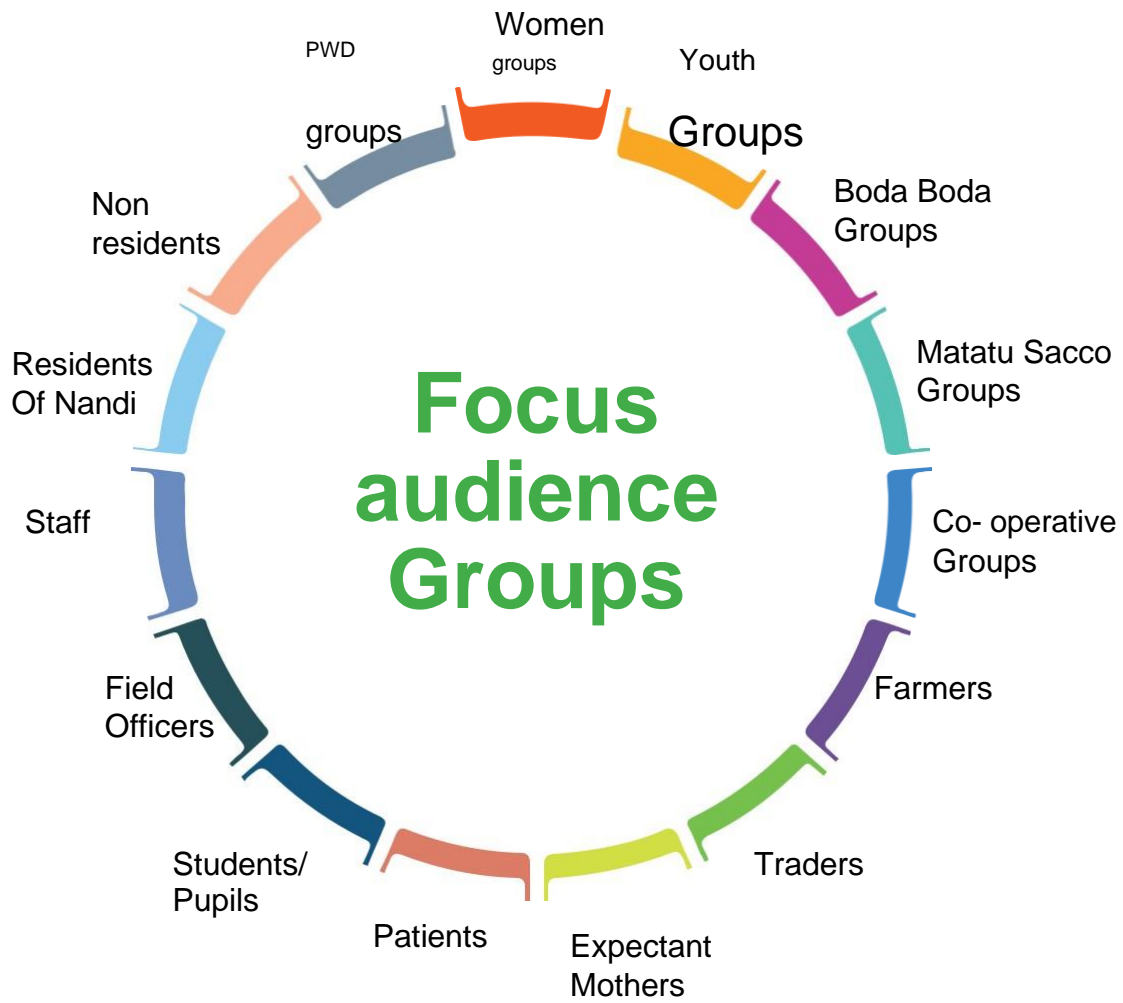 Women
groups
Youth
Groups
Boda Boda
Groups
Matatu Sacco
Groups
Co- operative
Groups
Farmers
Traders
Expectant
Mothers
Patients
Students/
Pupils
Field
Officers
Staff
Residents
Of Nandi
Non
residents
PWD
groups
Focus
audience
Groups